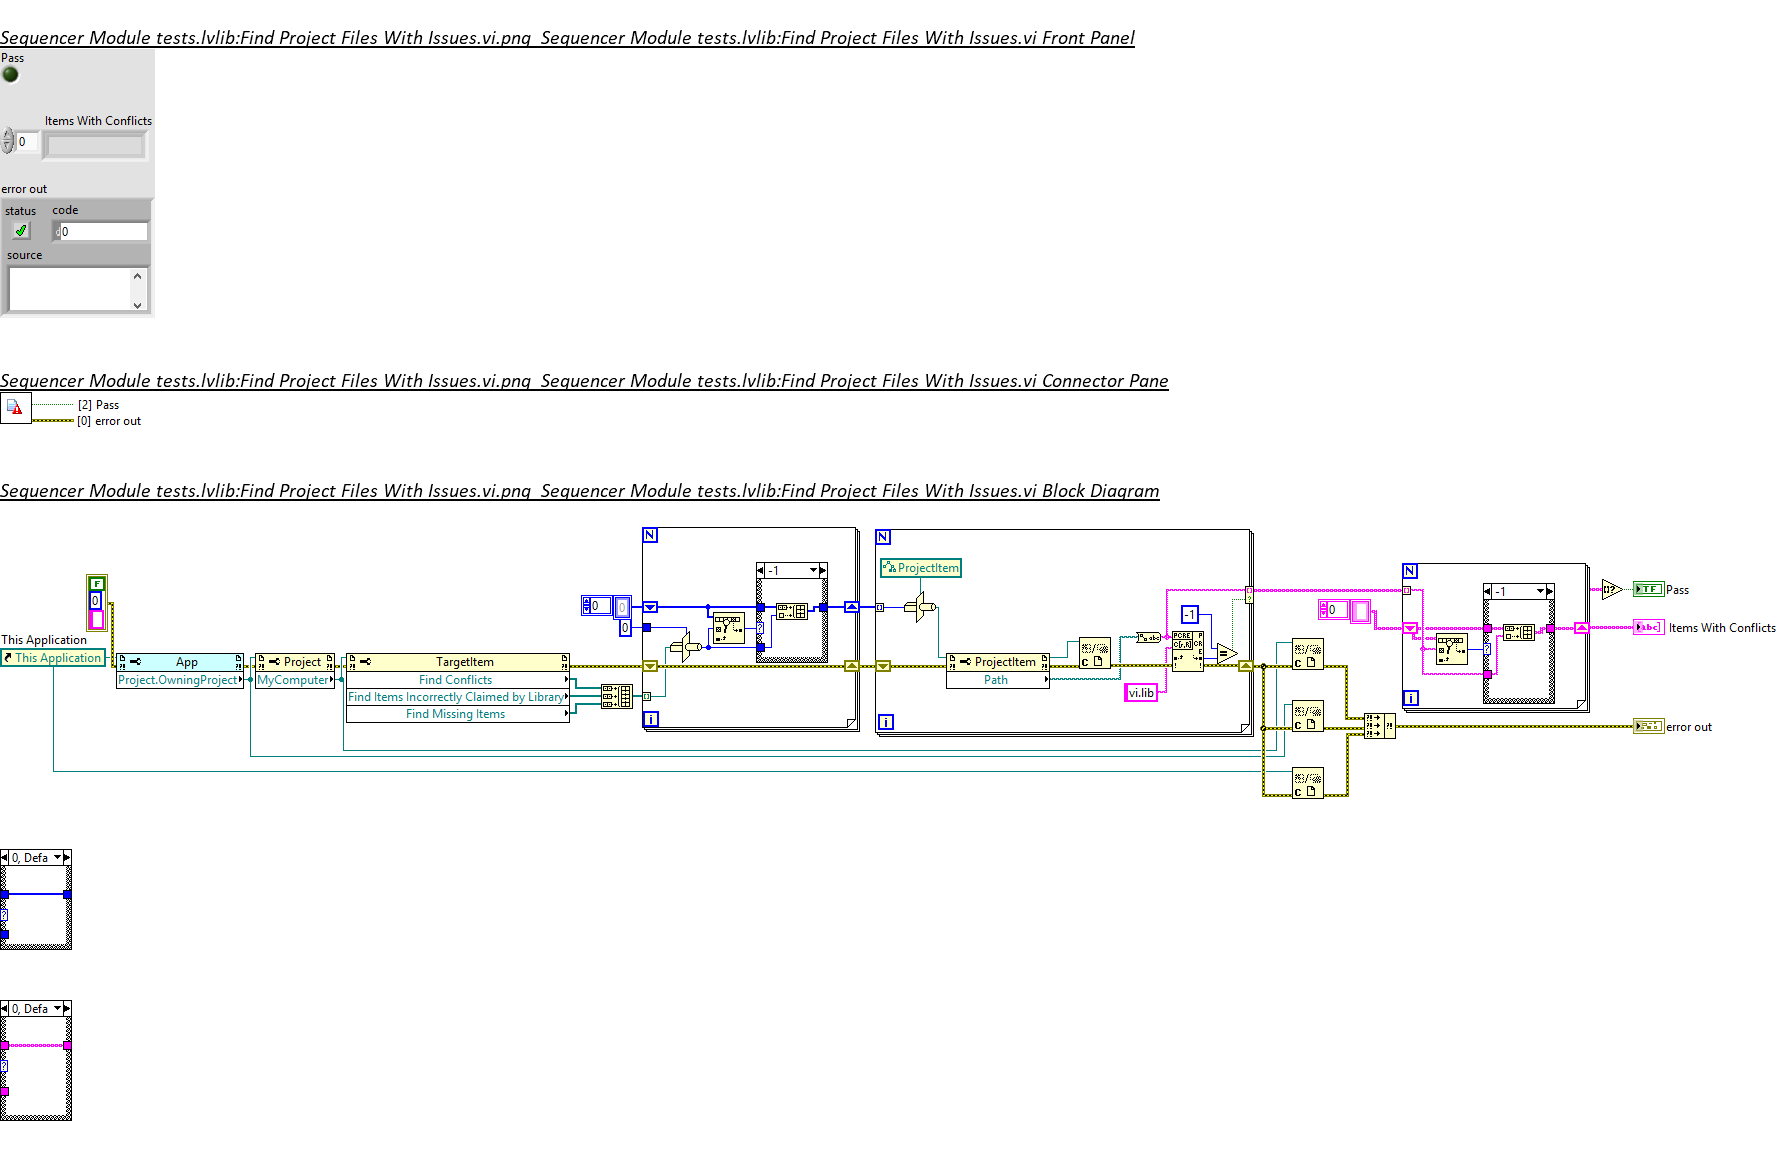 Sequencer Module tests.lvlib:Find Project Files With Issues.vi.png Sequencer Module tests.lvlib:Find Project Files With Issues.vi Front Panel
Pass
Items With Conflicts
0
error out
status code
0
source
Sequencer Module tests.lvlib:Find Project Files With Issues.vi.png Sequencer Module tests.lvlib:Find Project Files With Issues.vi Connector Pane
[2] Pass
[0] error out
Sequencer Module tests.lvlib:Find Project Files With Issues.vi.png Sequencer Module tests.lvlib:Find Project Files With Issues.vi Block Diagram
F
0
This Application
This Application
App
Project.OwningProject
Project
MyComputer
TargetItem
Find Conflicts
Find Items Incorrectly Claimed by Library
Find Missing Items
N
-1
0 0
0
i
N
ProjectItem
ProjectItem
Path
abc
-1
PCRE
vi.lib
=
i
C
C
C
C
N
-1
0
i
TF Pass
abc Items With Conflicts
error out
0, Defa
?
0, Defa
?